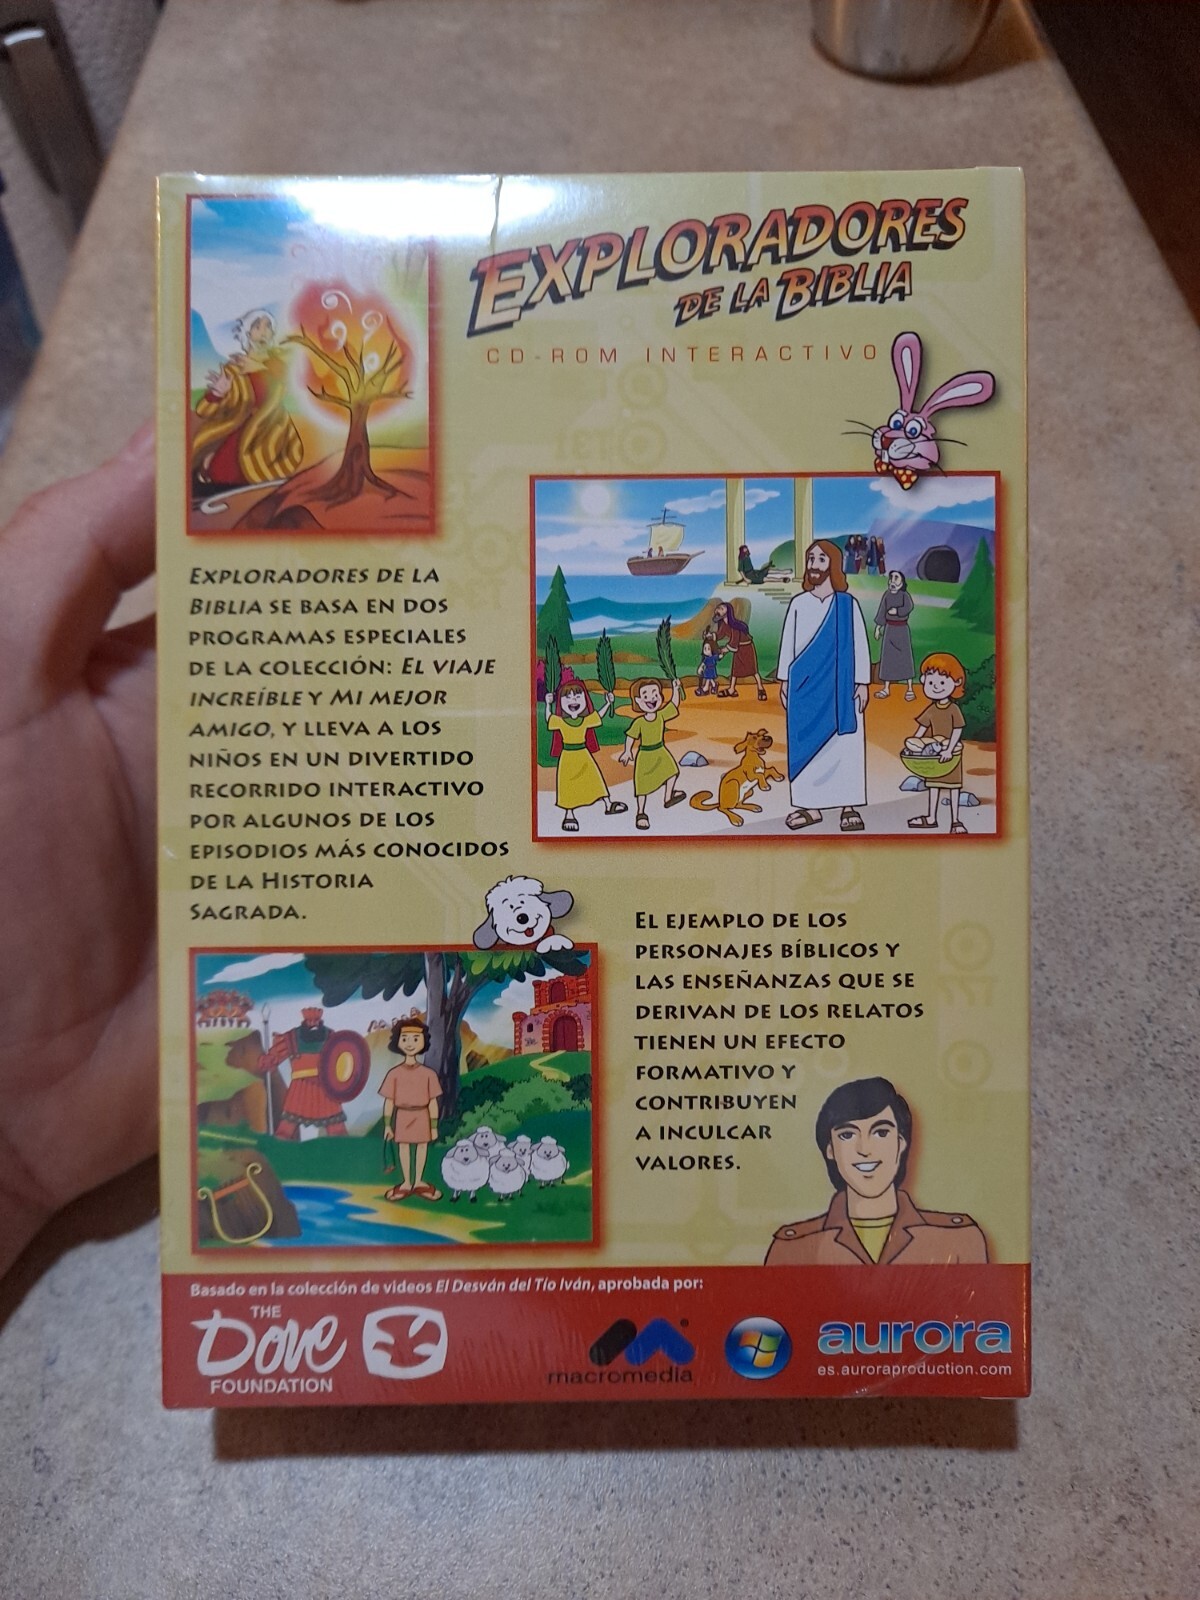 EXPLORADORES
DE LA BIBLIA
CD-ROM INTERACTIVO
EXPLORADORES DE LA
BIBLIA SE BASA EN DOS
PROGRAMAS ESPECIALES
DE LA COLECCIÓN: EL VIAJE
INCREÍBLE Y MI MEJOR
AMIGO, Y LLEVA A LOS
NIÑOS EN UN DIVERTIDO
RECORRIDO INTERACTIVO
POR ALGUNOS DE LOS
EPISODIOS MÁS CONOCIDOS
DE LA HISTORIA
SAGRADA.
EL EJEMPLO DE LOS
PERSONAJES BÍBLICOS Y
LAS ENSEÑANZAS QUE SE
DERIVAN DE LOS RELATOS
TIENEN UN EFECTO
FORMATIVO Y
CONTRIBUYEN
A INCULCAR
VALORES.
Basado en la colección de videos El Desván del Tío Iván, aprobada por:
THE
Dove
FOUNDATION
macromedia®
aurora
es.auroraproduction.com